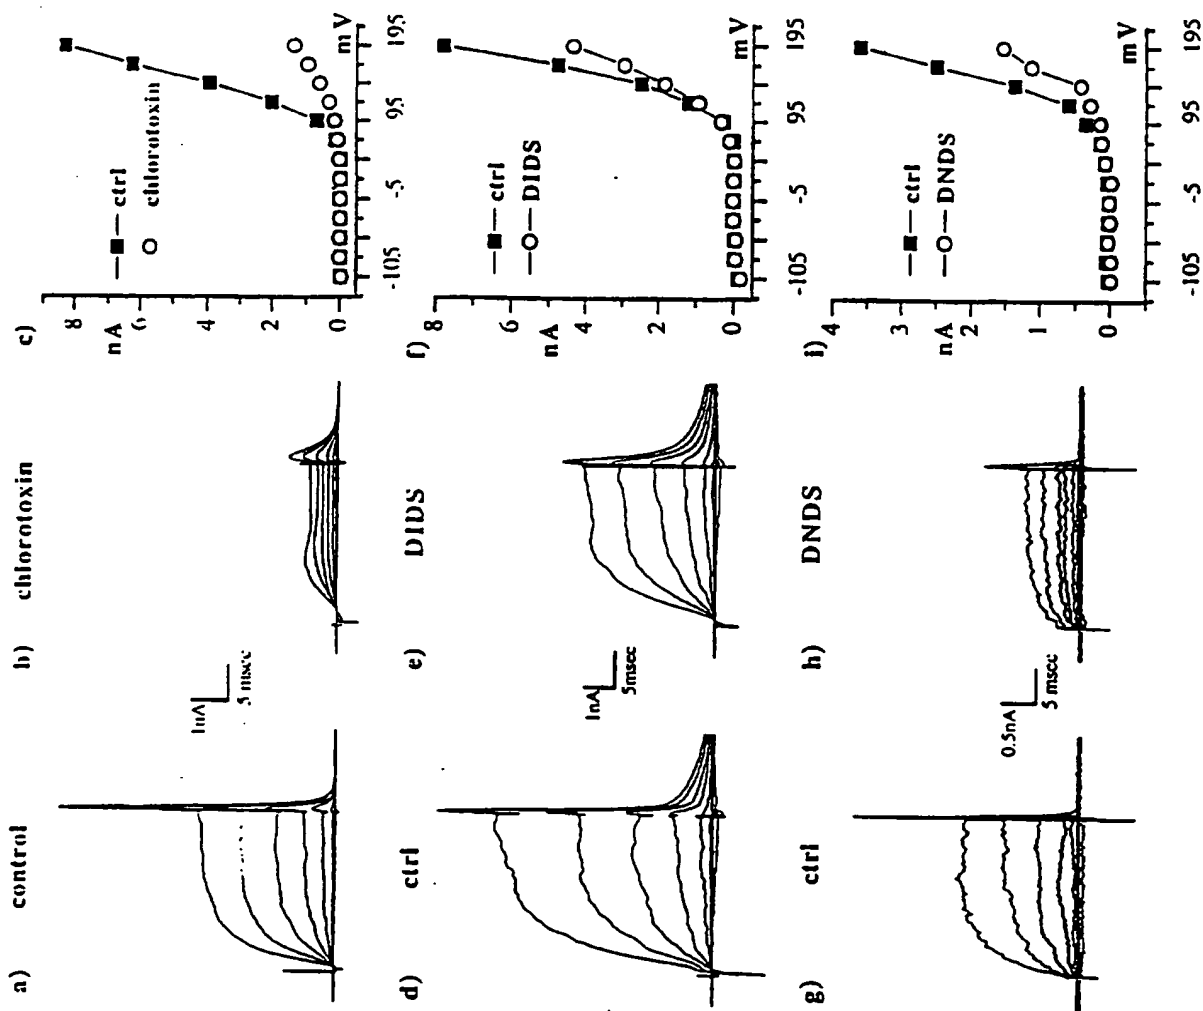 a) control
1nA
5 msec
b) chlorotoxin
c)
8
nA
6
4
2
0
ctrl
chlorotoxin
-105
-5
95
195
mV
d) ctrl
1nA
5msec
e) DIDS
f)
8
nA
6
4
2
0
ctrl
DIDS
-105
-5
95
195
mV
g) ctrl
0.5nA
5 msec
h) DNDS
i)
4
3
nA
2
1
0
ctrl
DNDS
-105
-5
95
195
mV